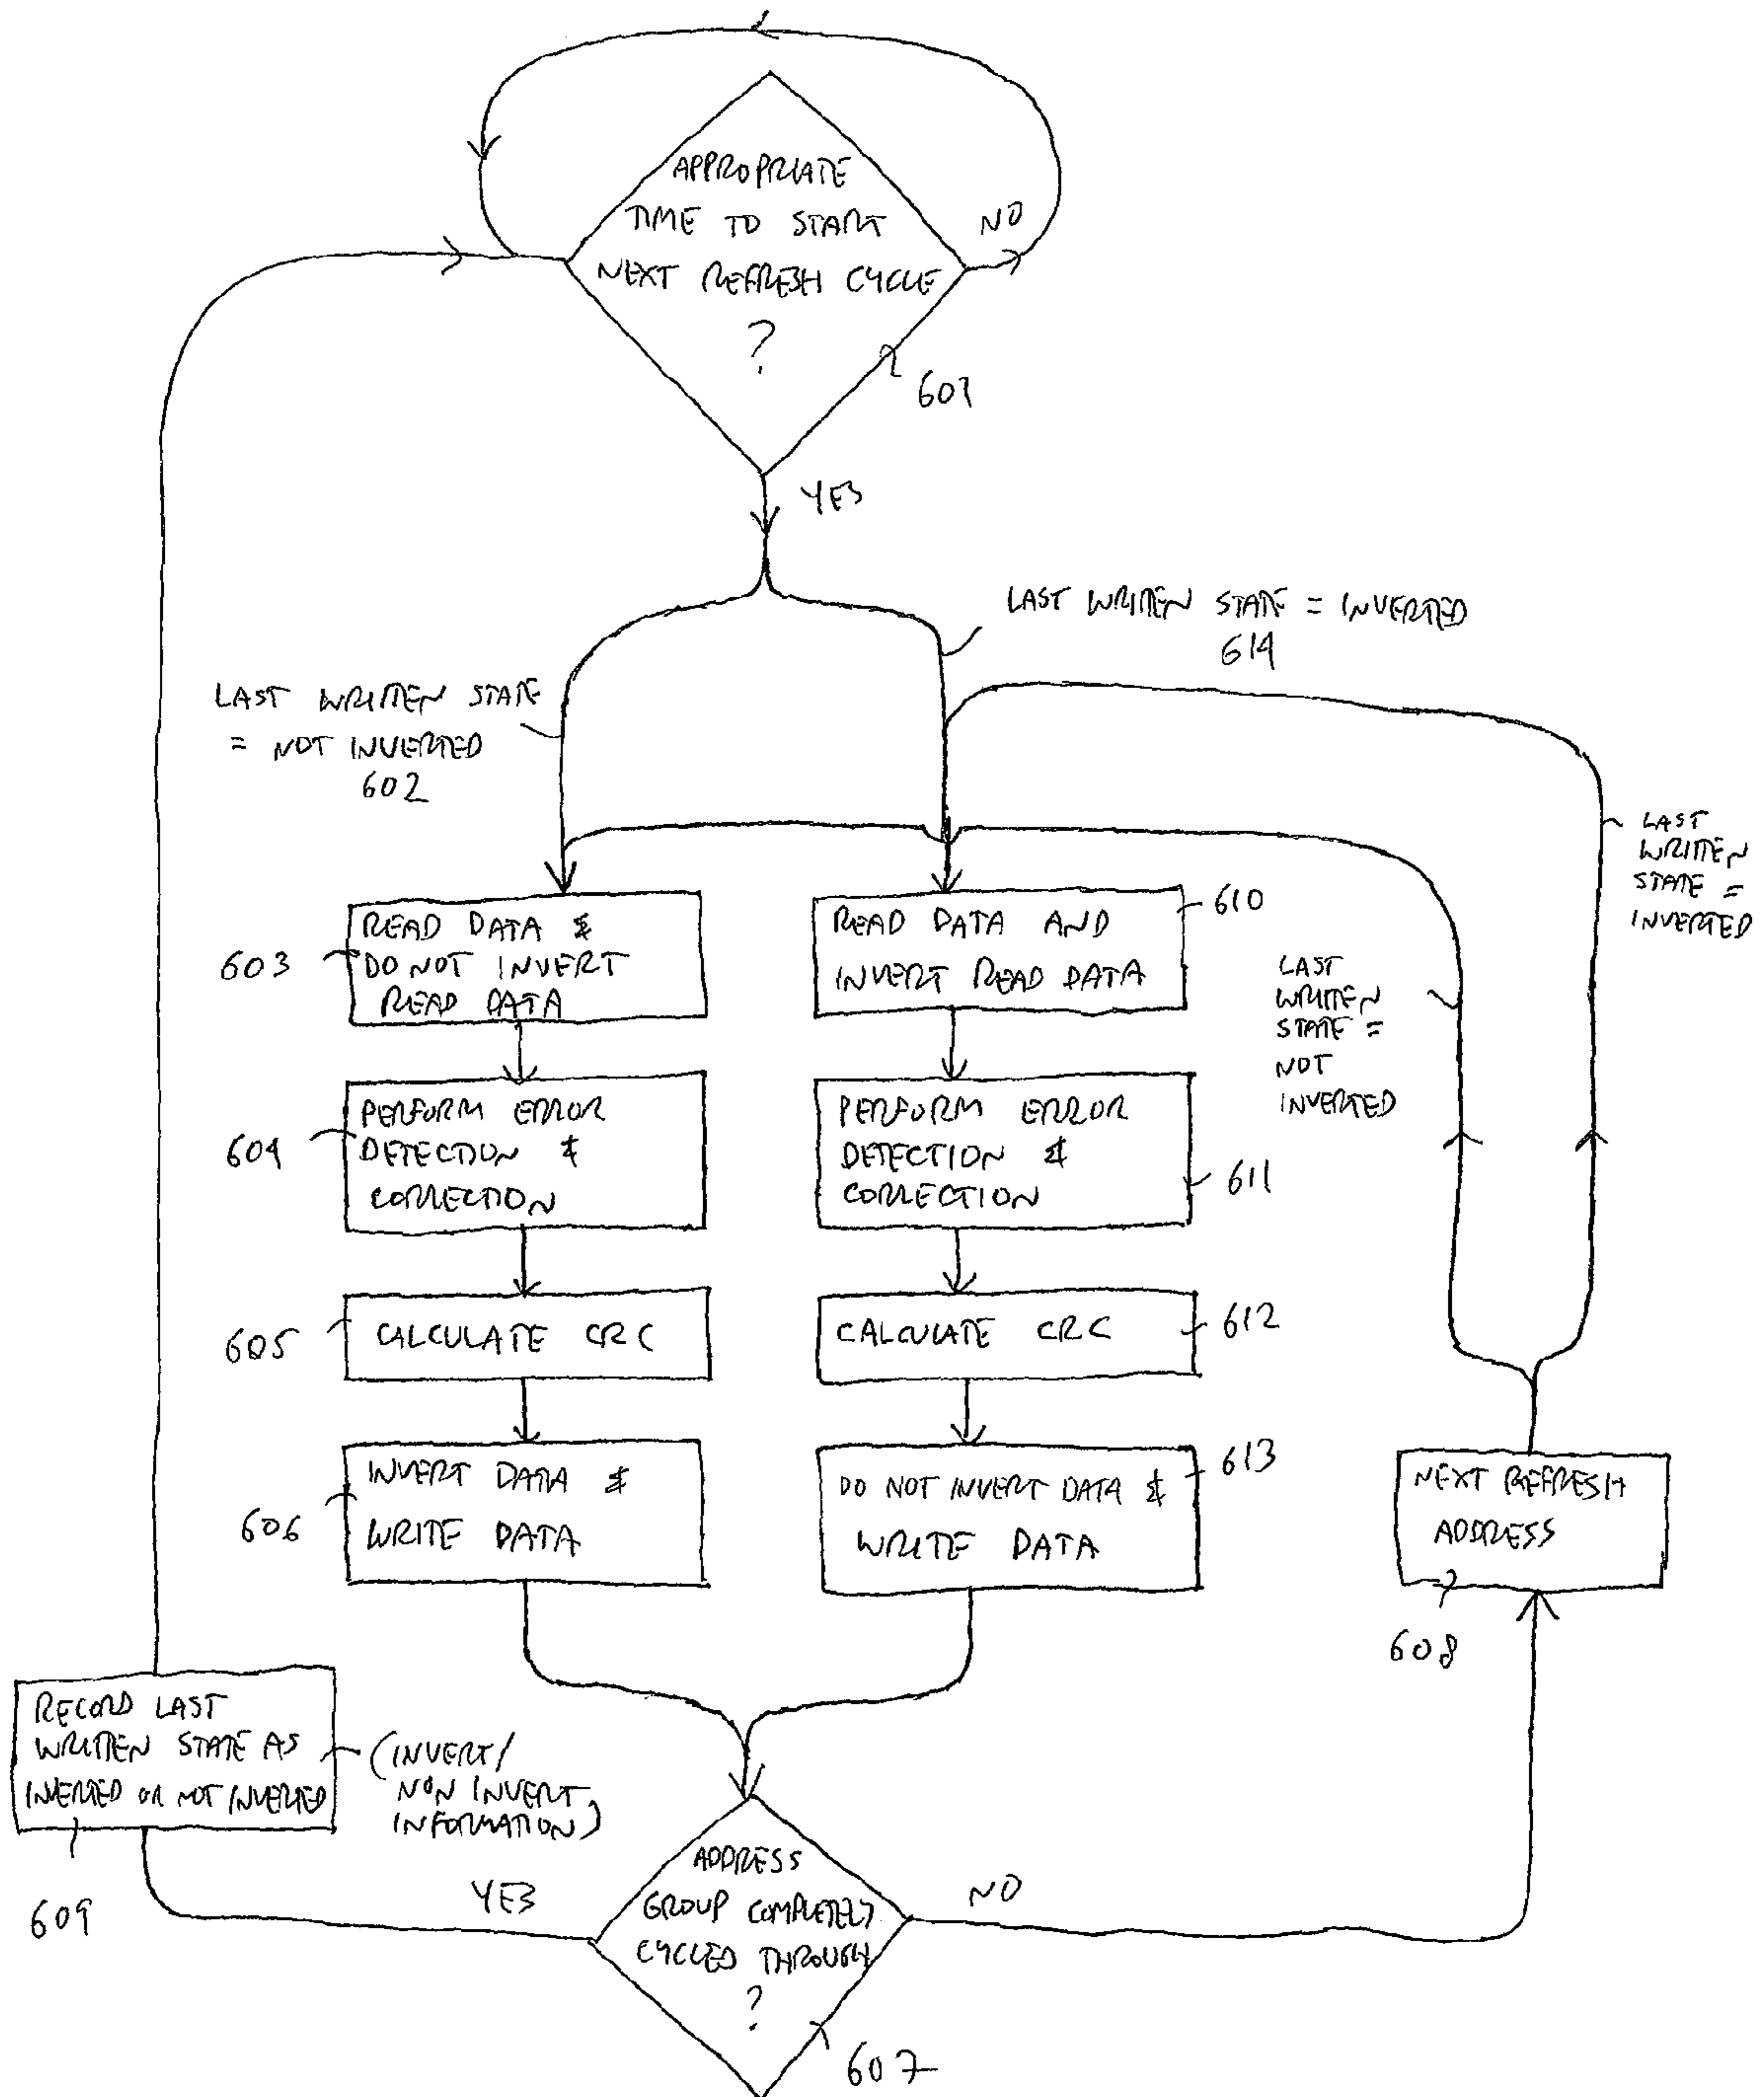 APPROPRIATE
TIME TO START
NEXT REFRESH CYCLE
?
NO
601
YES
LAST WRITTEN STATE = INVERTED
614
LAST WRITTEN STATE
= NOT INVERTED
602
LAST
WRITTEN
STATE =
INVERTED
READ DATA &
DO NOT INVERT
READ DATA
603
READ DATA AND
INVERT READ DATA
610
LAST
WRITTEN
STATE =
NOT
INVERTED
PERFORM ERROR
DETECTION &
CORRECTION
604
PERFORM ERROR
DETECTION &
CORRECTION
611
605
CALCULATE CRC
CALCULATE CRC
612
INVERT DATA &
WRITE DATA
606
DO NOT INVERT DATA &
WRITE DATA
613
NEXT REFRESH
ADDRESS
608
RECORD LAST
WRITTEN STATE AS
INVERTED OR NOT INVERTED
609
(INVERT/
NON INVERT
INFORMATION)
ADDRESS
GROUP COMPLETELY
CYCLED THROUGH
?
YES
NO
607